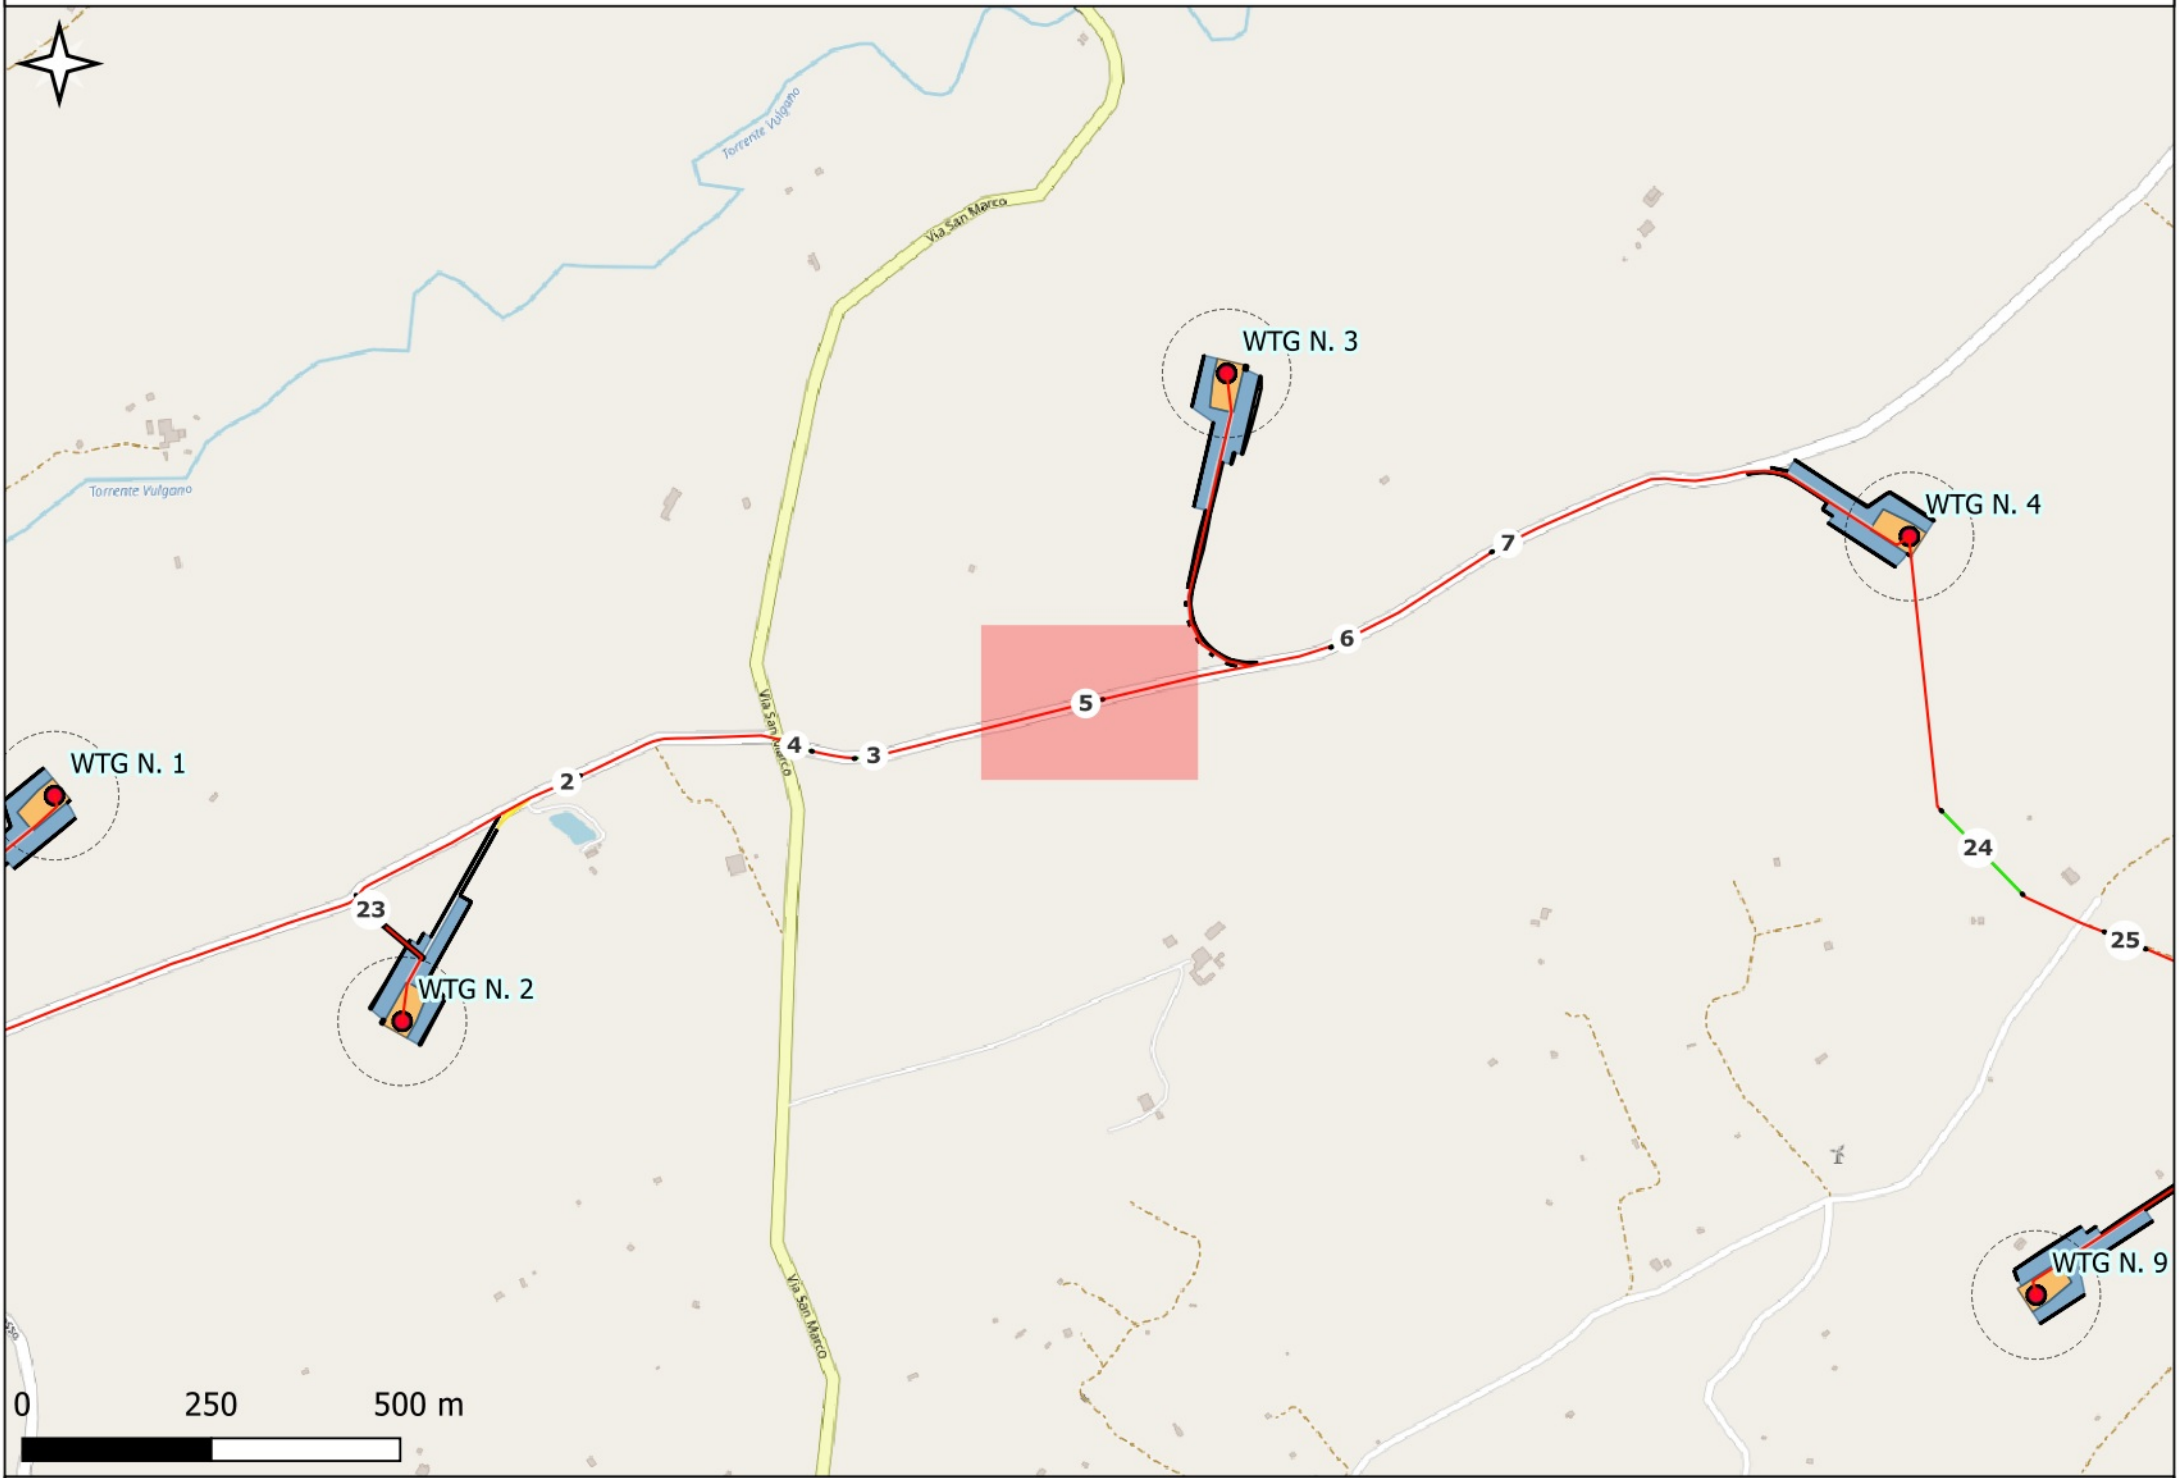 Torrente Vulgano
Via San Marco
WTG N. 3
Torrente Vulgano
WTG N. 4
7
6
5
Via San Marco
4
3
WTG N. 1
2
24
23
25
WTG N. 2
WTG N. 9
Via San Marco
0 250 500 m